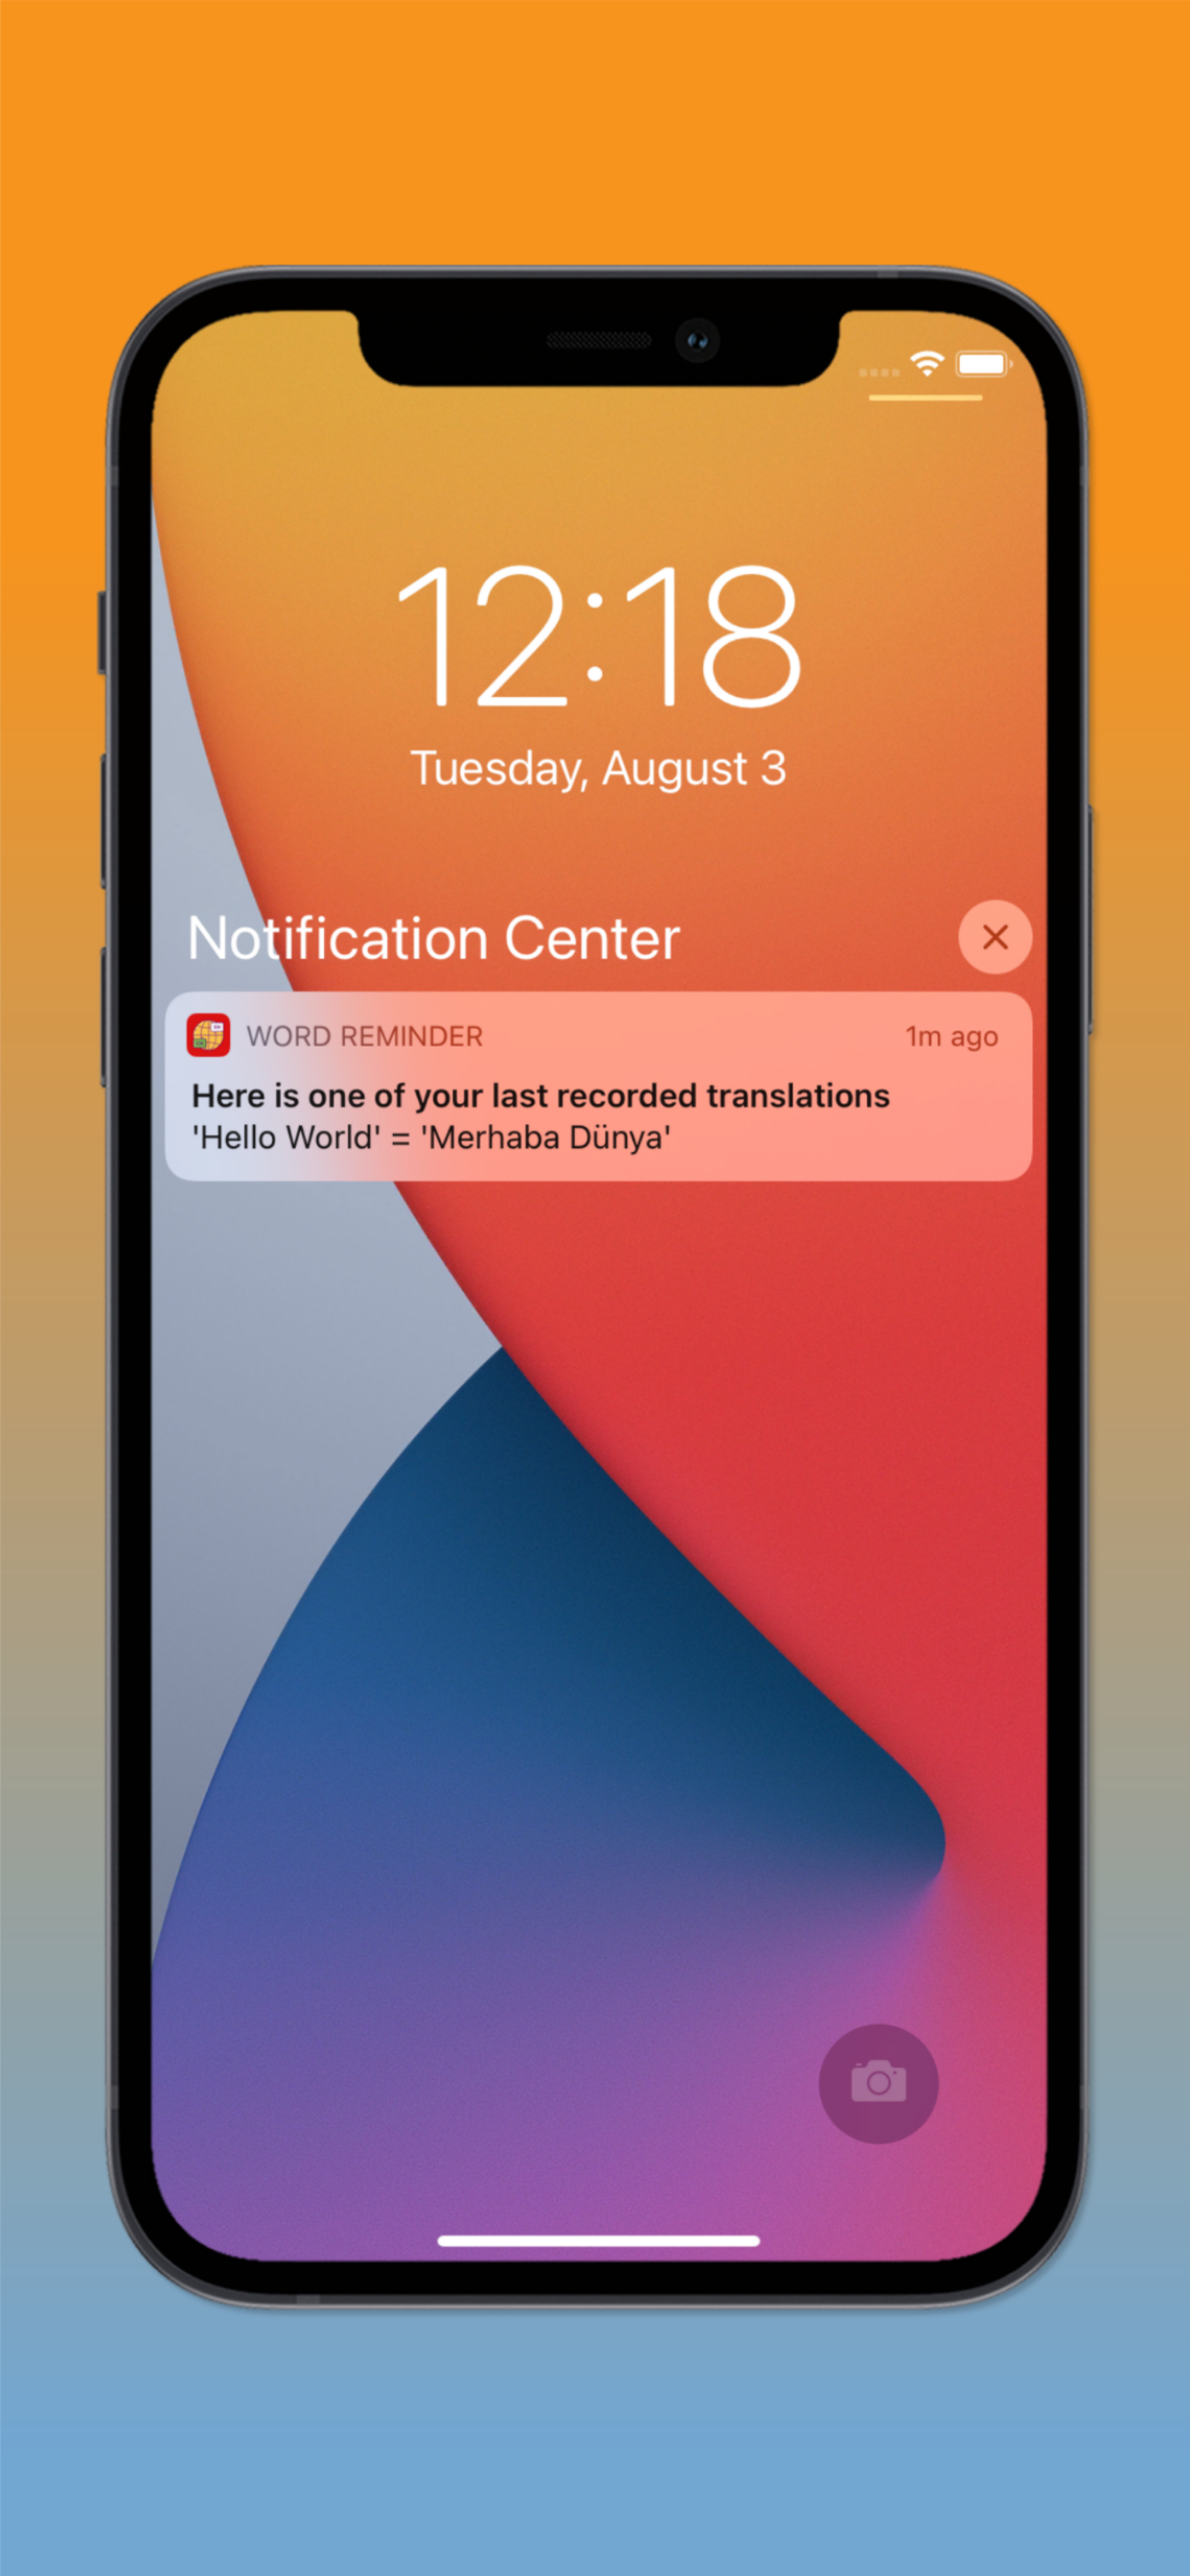 12:18
Tuesday, August 3
Notification Center
WORD REMINDER 1m ago
Here is one of your last recorded translations
'Hello World' = 'Merhaba Dünya'